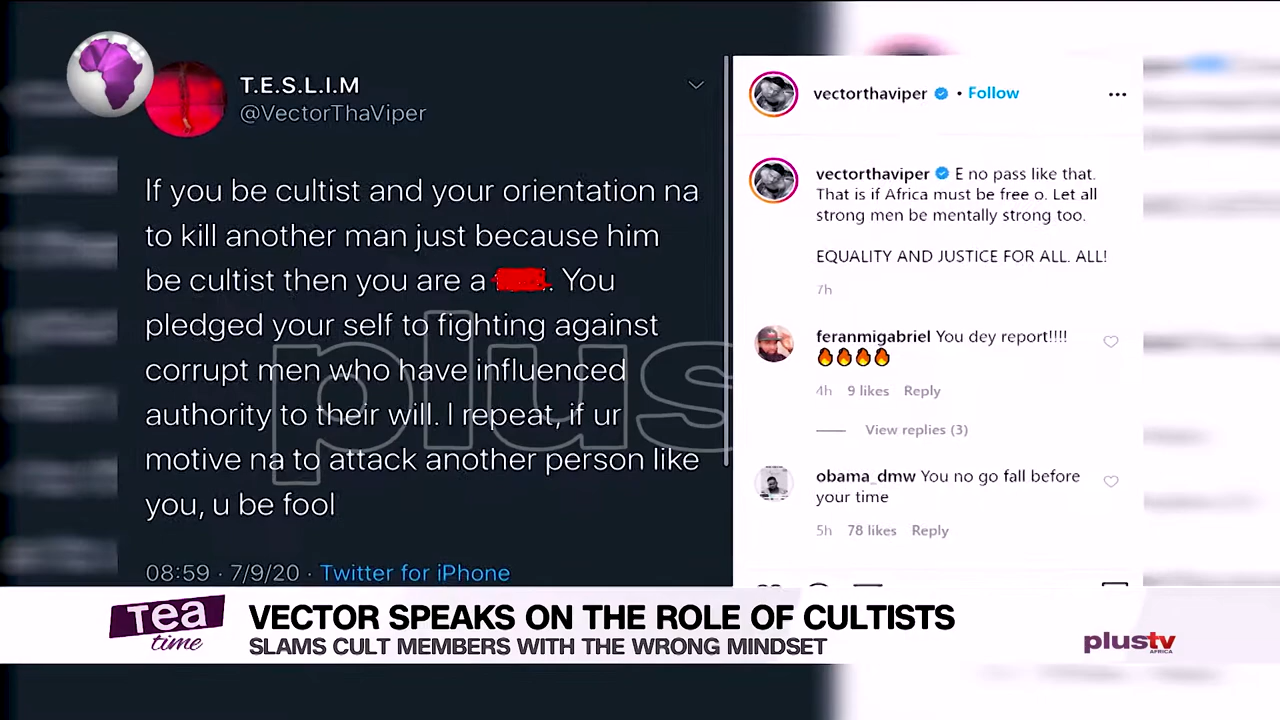 T.E.S.L.I.M
@VectorThaViper
If you be cultist and your orientation na
to kill another man just because him
be cultist then you are a
. You
pledged your self to fighting against
corrupt men who have influenced
authority to their will. I repeat, if ur
motive na to attack another person like
you, u be fool
08:59 · 7/9/20 · Twitter for iPhone
plus
vectorthaviper • Follow
vectorthaviper E no pass like that.
That is if Africa must be free o. Let all
strong men be mentally strong too.
EQUALITY AND JUSTICE FOR ALL. ALL!
7h
feranmigabriel You dey report!!!!
🔥🔥🔥🔥
4h 9 likes Reply
View replies (3)
obama_dmw You no go fall before
your time
5h 78 likes Reply
Tea
time
VECTOR SPEAKS ON THE ROLE OF CULTISTS
SLAMS CULT MEMBERS WITH THE WRONG MINDSET
plustv
AFRICA